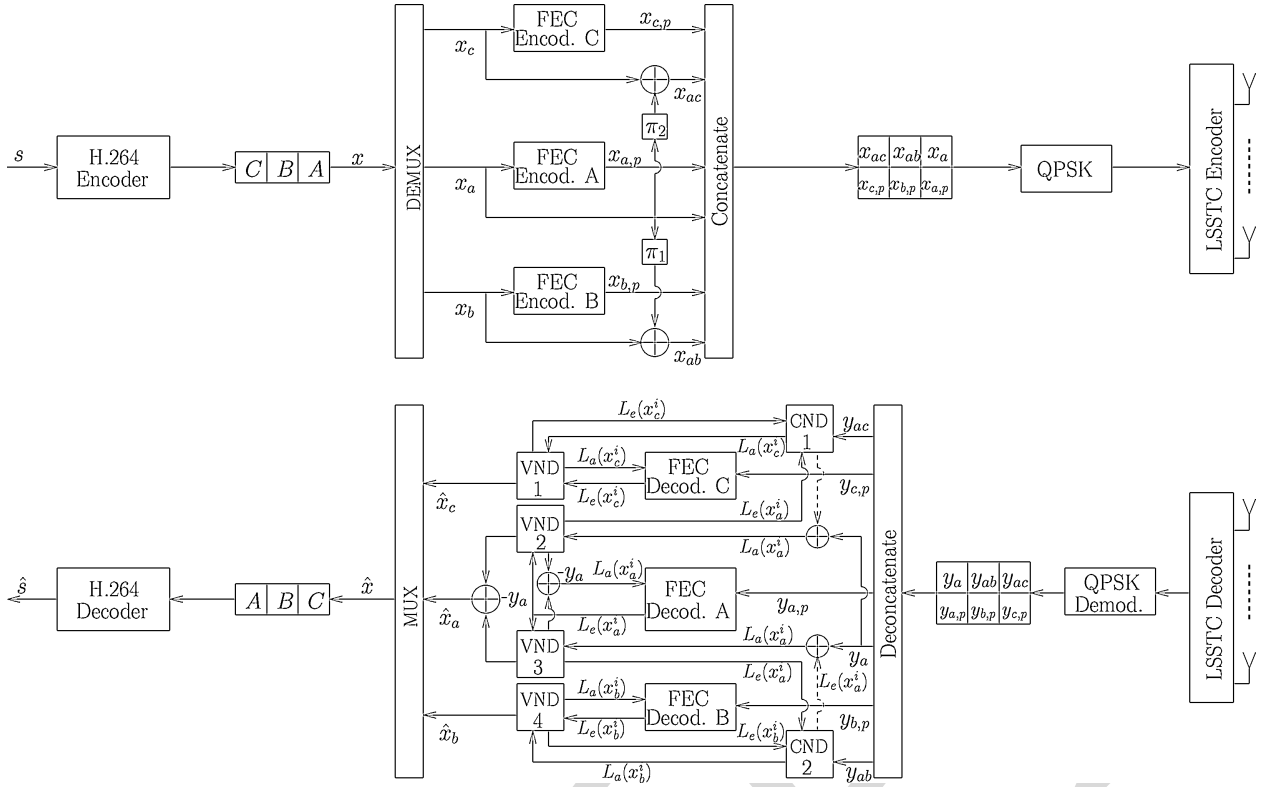 s
H.264
Encoder
C B A
x
DEMUX
x_c
FEC
Encod. C
x_{c,p}
x_{ac}
π_2
x_a
FEC
Encod. A
x_{a,p}
π_1
x_b
FEC
Encod. B
x_{b,p}
x_{ab}
Concatenate
x_{ac} x_{ab} x_a
x_{c,p} x_{b,p} x_{a,p}
QPSK
LSSTC Encoder
ŝ
H.264
Decoder
A B C
x̂
MUX
x̂_c
x̂_a
x̂_b
VND
1
VND
2
VND
3
VND
4
L_e(x_c^i)
L_a(x_c^i)
L_a(x_c^i)
L_e(x_c^i)
FEC
Decod. C
CND
1
y_{ac}
y_{c,p}
L_e(x_a^i)
L_a(x_a^i)
-y_a
-y_a
L_a(x_a^i)
L_e(x_a^i)
FEC
Decod. A
y_{a,p}
L_a(x_a^i)
y_a
L_e(x_a^i)
L_e(x_a^i)
L_a(x_b^i)
L_e(x_b^i)
FEC
Decod. B
y_{b,p}
L_e(x_b^i)
L_a(x_b^i)
CND
2
y_{ab}
Deconcatenate
y_a y_{ab} y_{ac}
y_{a,p} y_{b,p} y_{c,p}
QPSK
Demod.
LSSTC Decoder